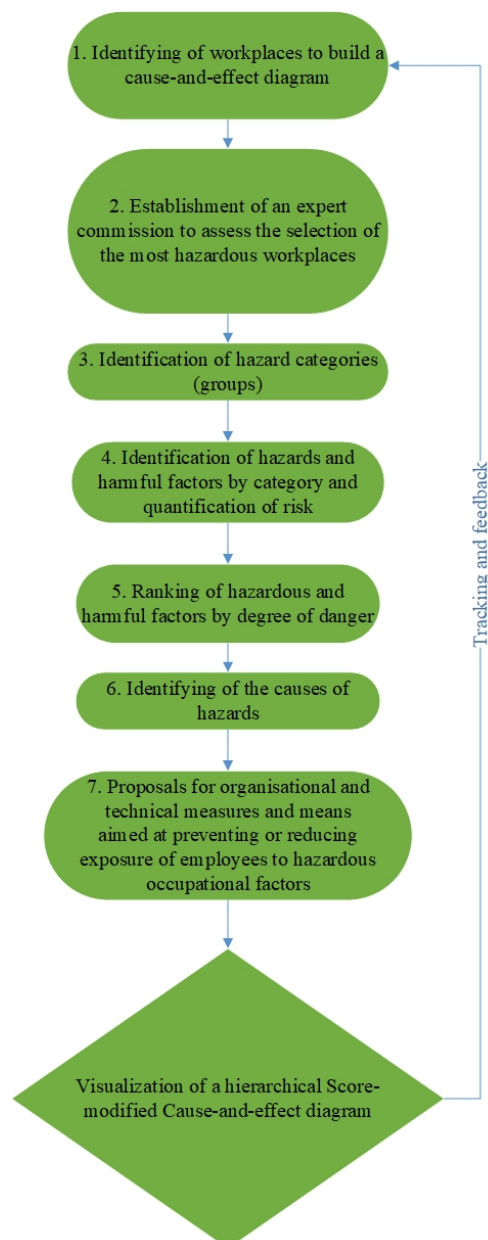 1. Identifying of workplaces to build a
cause-and-effect diagram
2. Establishment of an expert
commission to assess the selection of
the most hazardous workplaces
3. Identification of hazard categories
(groups)
4. Identification of hazards and
harmful factors by category and
quantification of risk
5. Ranking of hazardous and
harmful factors by degree of danger
6. Identifying of the causes of
hazards
7. Proposals for organisational and
technical measures and means
aimed at preventing or reducing
exposure of employees to hazardous
occupational factors
Visualization of a hierarchical Score-
modified Cause-and-effect diagram
Tracking and feedback